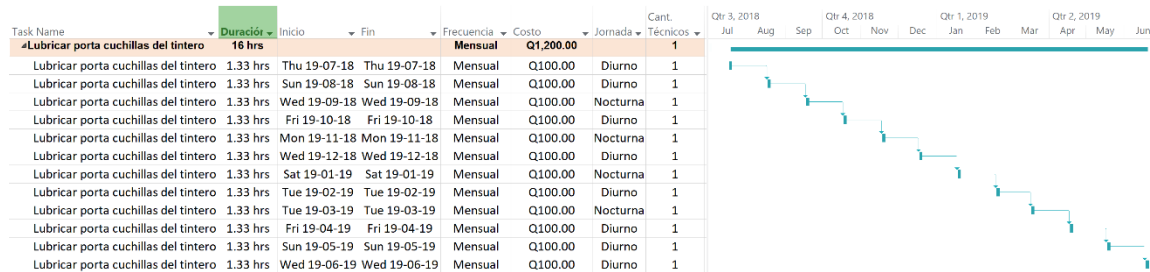 Cant. Qtr 3, 2018 Qtr 4, 2018 Qtr 1, 2019 Qtr 2, 2019
Task Name Duración Inicio Fin Frecuencia Costo Jornada Técnicos Jul Aug Sep Oct Nov Dec Jan Feb Mar Apr May Jun
Lubricar porta cuchillas del tintero 16 hrs Mensual Q1,200.00 1
Lubricar porta cuchillas del tintero 1.33 hrs Thu 19-07-18 Thu 19-07-18 Mensual Q100.00 Diurno 1
Lubricar porta cuchillas del tintero 1.33 hrs Sun 19-08-18 Sun 19-08-18 Mensual Q100.00 Diurno 1
Lubricar porta cuchillas del tintero 1.33 hrs Wed 19-09-18 Wed 19-09-18 Mensual Q100.00 Nocturna 1
Lubricar porta cuchillas del tintero 1.33 hrs Fri 19-10-18 Fri 19-10-18 Mensual Q100.00 Diurno 1
Lubricar porta cuchillas del tintero 1.33 hrs Mon 19-11-18 Mon 19-11-18 Mensual Q100.00 Nocturna 1
Lubricar porta cuchillas del tintero 1.33 hrs Wed 19-12-18 Wed 19-12-18 Mensual Q100.00 Diurno 1
Lubricar porta cuchillas del tintero 1.33 hrs Sat 19-01-19 Sat 19-01-19 Mensual Q100.00 Nocturna 1
Lubricar porta cuchillas del tintero 1.33 hrs Tue 19-02-19 Tue 19-02-19 Mensual Q100.00 Diurno 1
Lubricar porta cuchillas del tintero 1.33 hrs Tue 19-03-19 Tue 19-03-19 Mensual Q100.00 Nocturna 1
Lubricar porta cuchillas del tintero 1.33 hrs Fri 19-04-19 Fri 19-04-19 Mensual Q100.00 Diurno 1
Lubricar porta cuchillas del tintero 1.33 hrs Sun 19-05-19 Sun 19-05-19 Mensual Q100.00 Diurno 1
Lubricar porta cuchillas del tintero 1.33 hrs Wed 19-06-19 Wed 19-06-19 Mensual Q100.00 Diurno 1